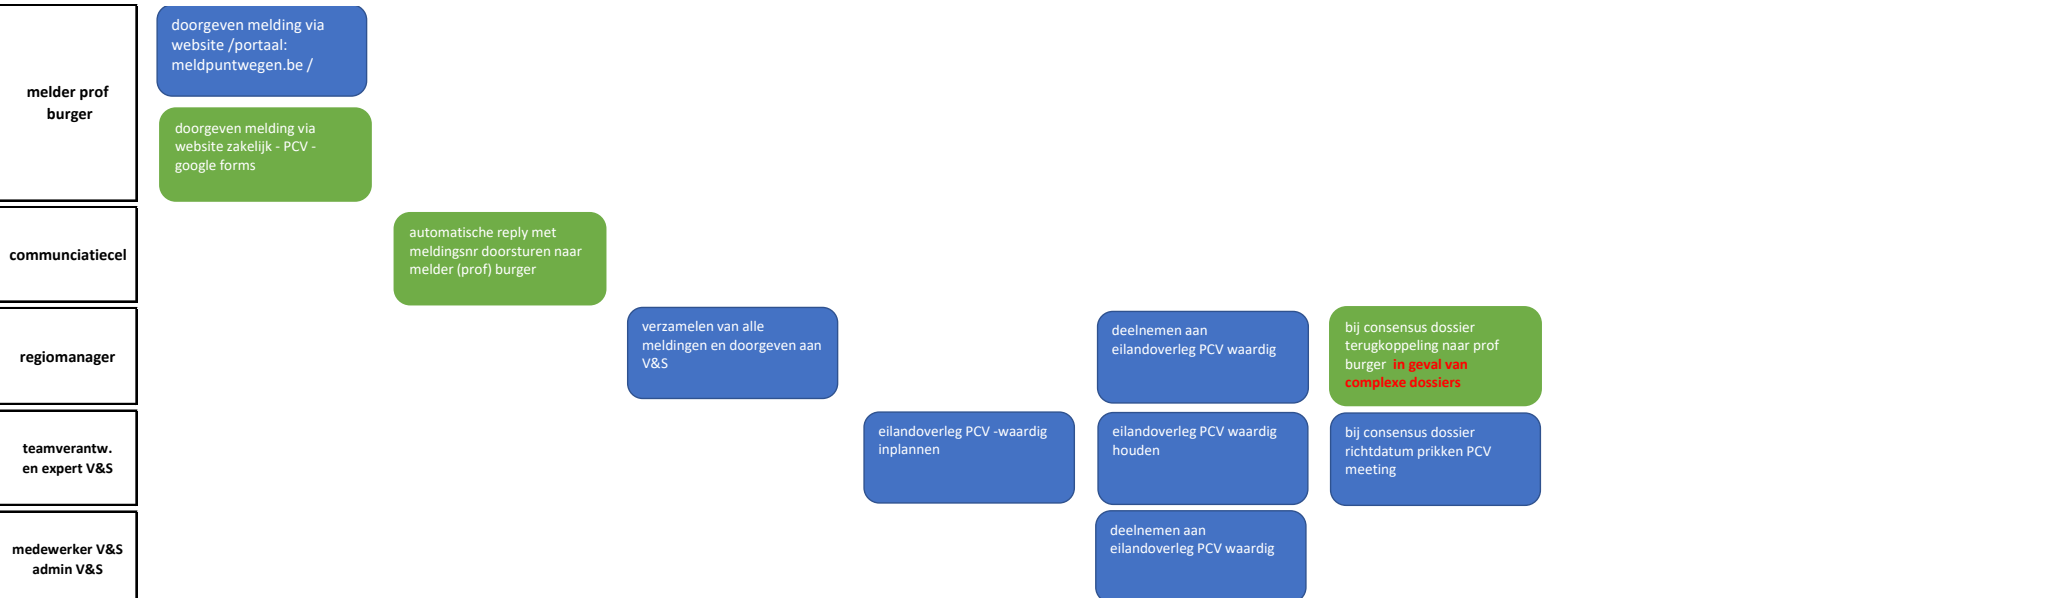 melder prof
burger
doorgeven melding via
website /portaal:
meldpuntwegen.be /
doorgeven melding via
website zakelijk - PCV -
google forms
communciatiecel
automatische reply met
meldingsnr doorsturen naar
melder (prof) burger
regiomanager
verzamelen van alle
meldingen en doorgeven aan
V&S
deelnemen aan
eilandoverleg PCV waardig
bij consensus dossier
terugkoppeling naar prof
burger in geval van
complexe dossiers
teamverantw.
en expert V&S
eilandoverleg PCV -waardig
inplannen
eilandoverleg PCV waardig
houden
bij consensus dossier
richtdatum prikken PCV
meeting
medewerker V&S
admin V&S
deelnemen aan
eilandoverleg PCV waardig